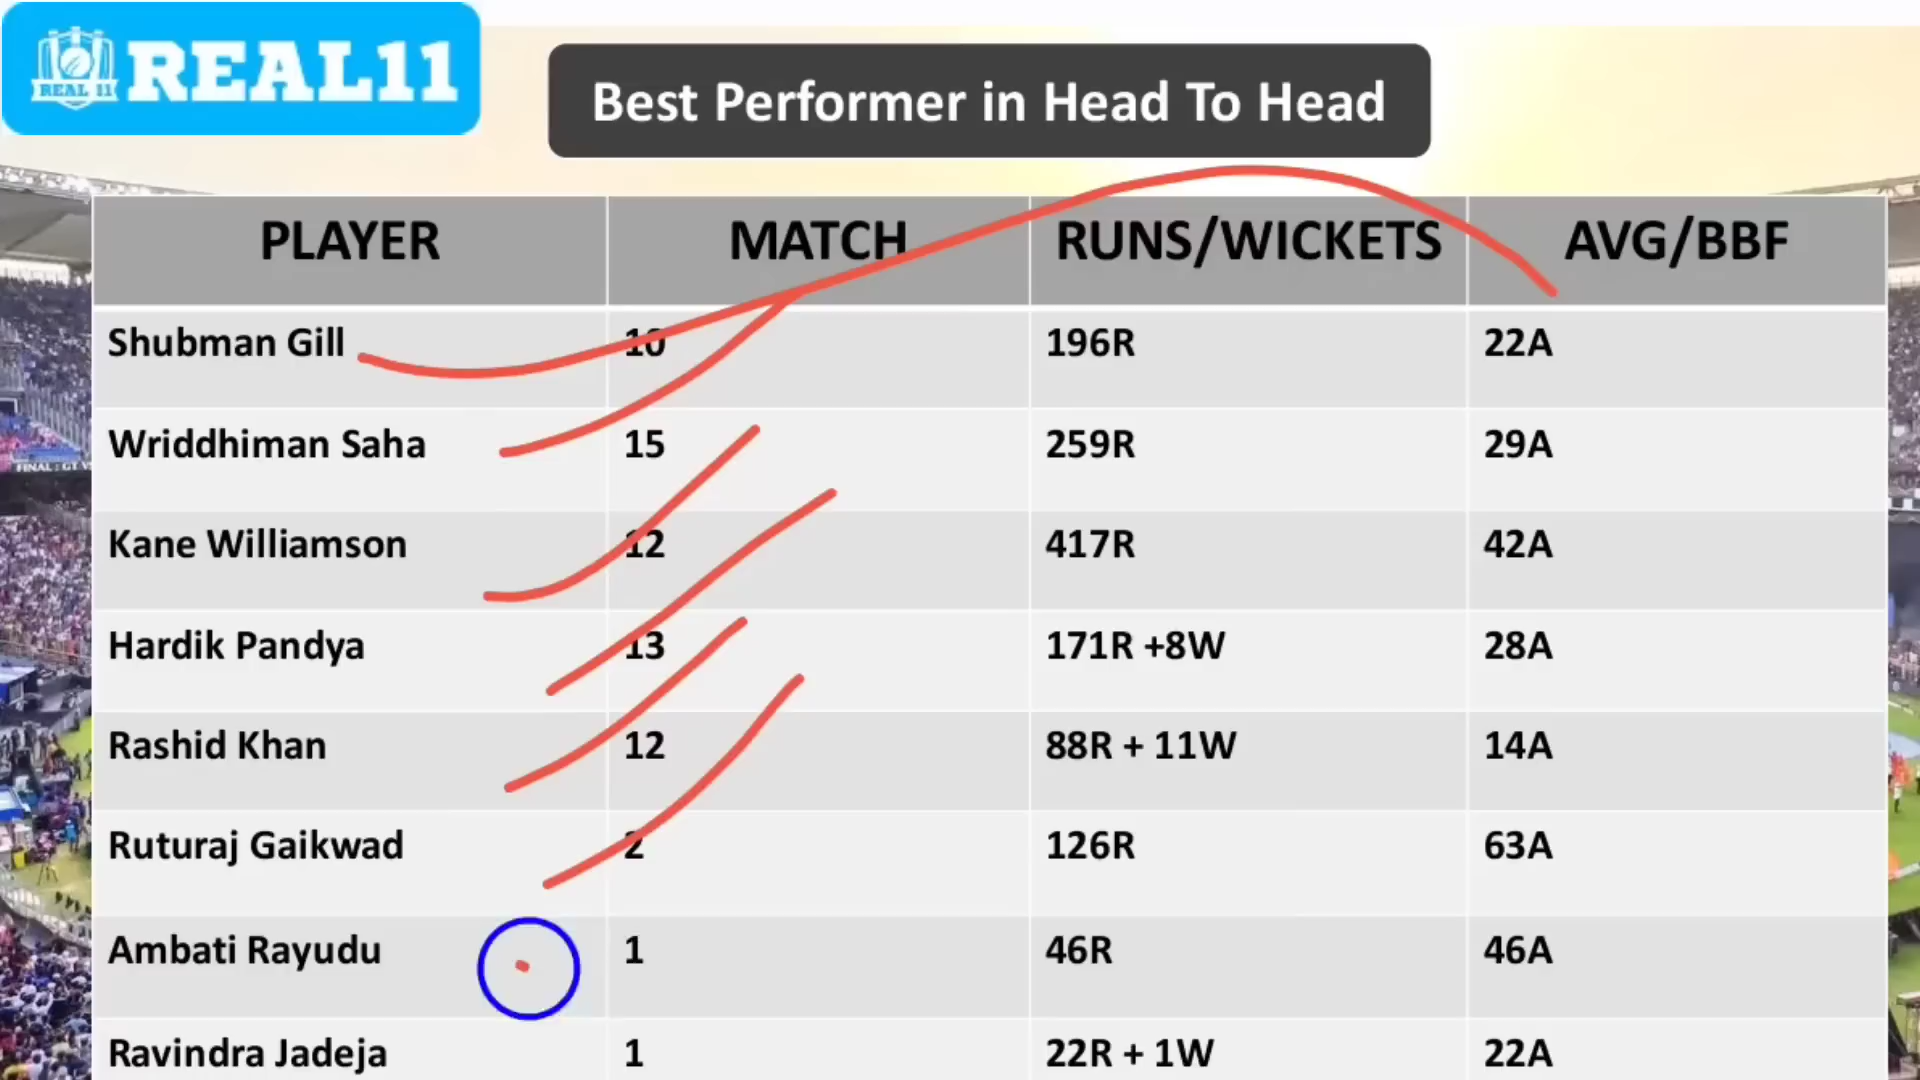 REAL 11
REAL11
Best Performer in Head To Head
PLAYER MATCH RUNS/WICKETS AVG/BBF
Shubman Gill 10 196R 22A
Wriddhiman Saha 15 259R 29A
Kane Williamson 12 417R 42A
Hardik Pandya 13 171R +8W 28A
Rashid Khan 12 88R + 11W 14A
Ruturaj Gaikwad 2 126R 63A
Ambati Rayudu 1 46R 46A
Ravindra Jadeja 1 22R + 1W 22A
FINAL : GT V